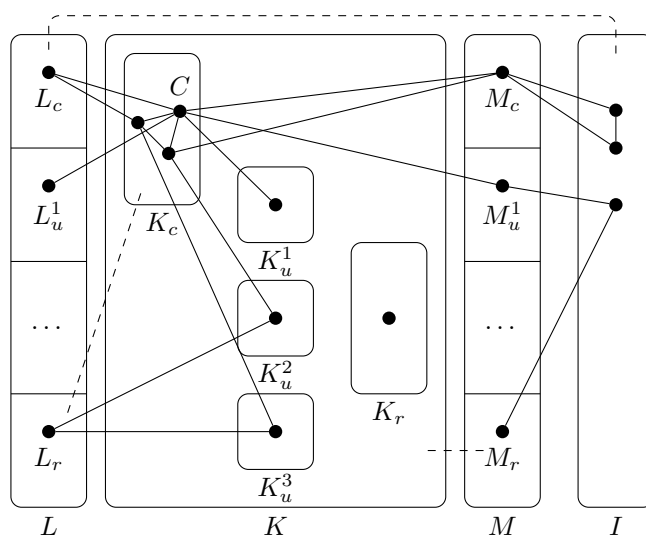 C
L_c
M_c
L_u^1
K_c
M_u^1
K_u^1
...
...
K_u^2
K_r
L_r
M_r
K_u^3
L
K
M
I